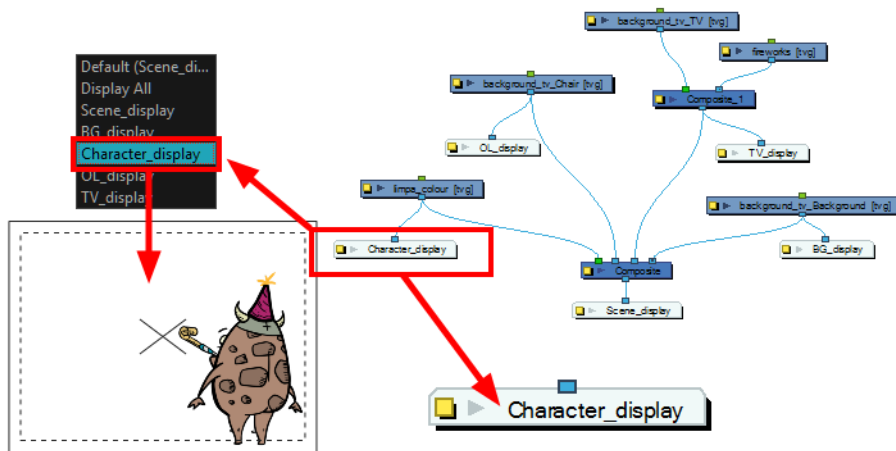 Default (Scene_di...
Display All
Scene_display
BG_display
Character_display
OL_display
TV_display
background_tv_TV [tvg]
fireworks [tvg]
background_tv_Chair [tvg]
Composite_1
OL_display
TV_display
limpa_colour [tvg]
background_tv_Background [tvg]
Character_display
BG_display
Composite
Scene_display
Character_display